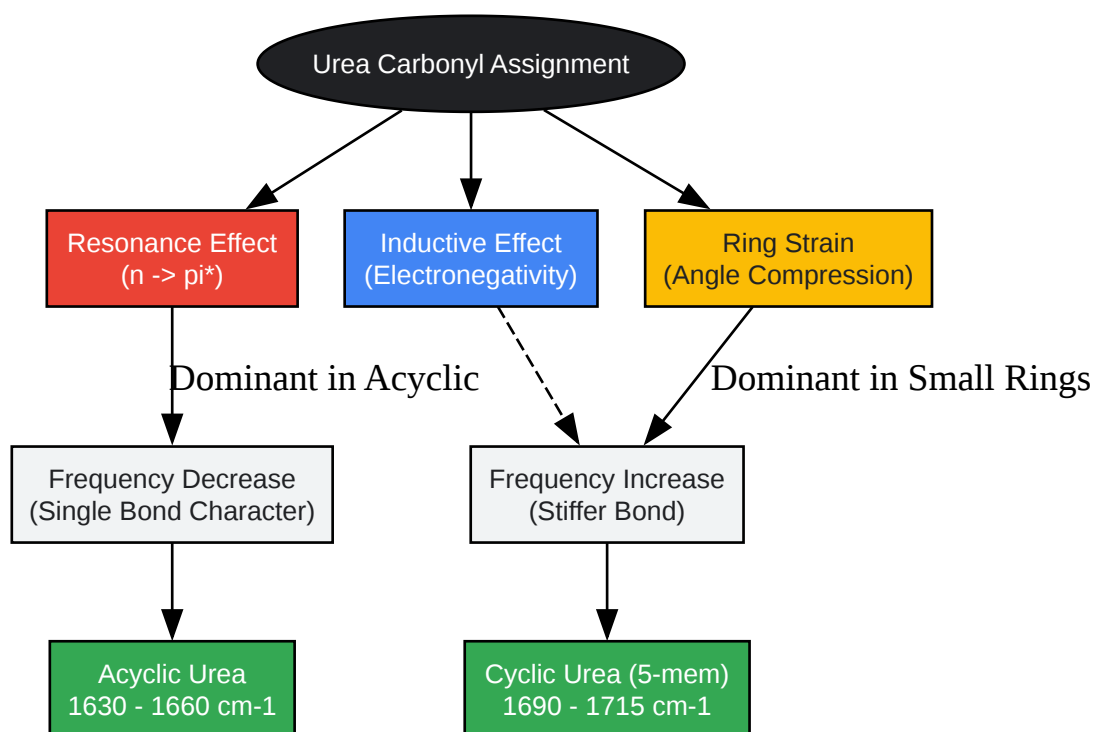 Urea Carbonyl Assignment
Resonance Effect
(n -> pi*)
Inductive Effect
(Electronegativity)
Ring Strain
(Angle Compression)
Dominant in Acyclic
Dominant in Small Rings
Frequency Decrease
(Single Bond Character)
Frequency Increase
(Stiffer Bond)
Acyclic Urea
1630 - 1660 cm-1
Cyclic Urea (5-mem)
1690 - 1715 cm-1